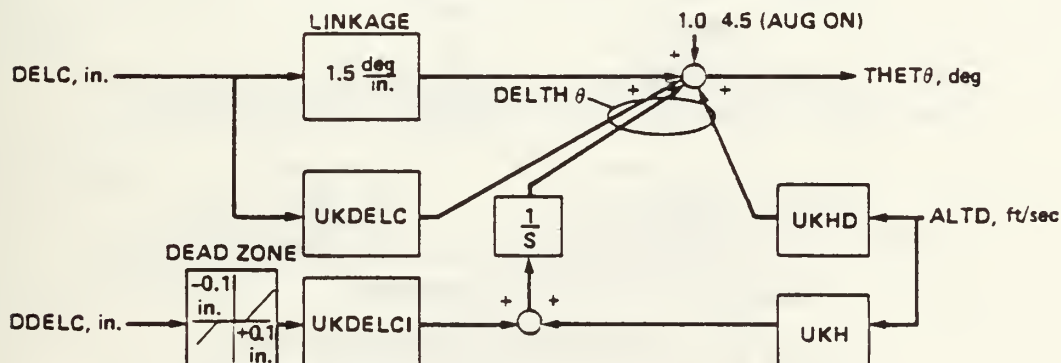 LINKAGE
1.0 4.5 (AUG ON)
+
DELC, in.
1.5 deg/in.
+ +
THETθ, deg
DELTH θ
UKDELC
1/S
UKHD
ALTD, ft/sec
DEAD ZONE
-0.1 in.
+0.1 in.
DDELC, in.
UKDELCI
+ +
UKH